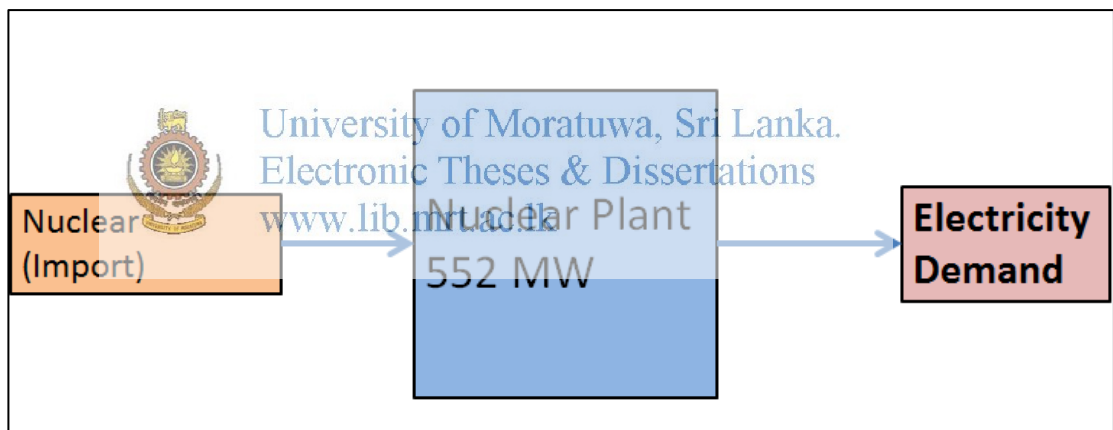 University of Moratuwa, Sri Lanka.
Electronic Theses & Dissertations
www.lib.mrt.ac.lk
Nuclear
(Import)
Nuclear Plant
552 MW
Electricity
Demand